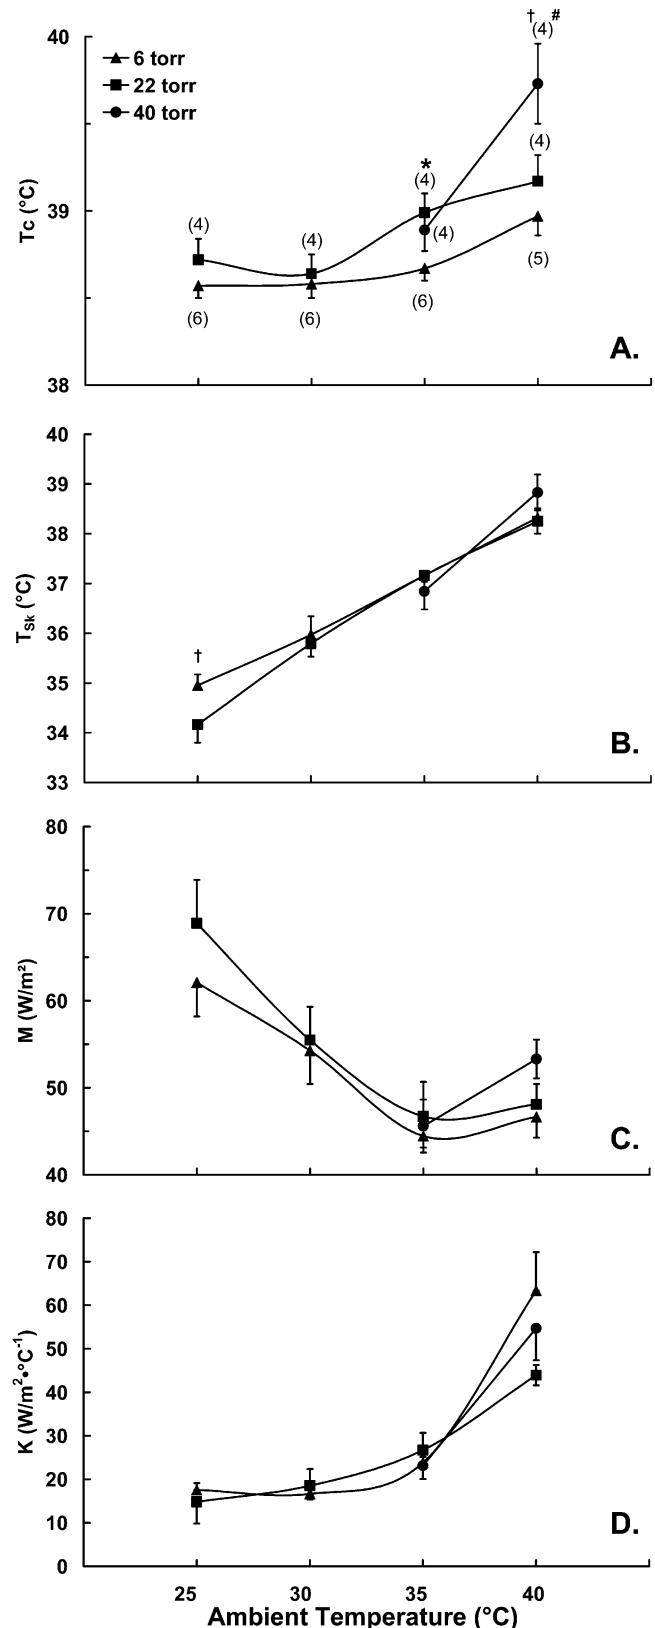 † #
(4)
40
6 torr
22 torr
40 torr
(4)
*
(4)
(4) (4) (4)
39
(5)
(6) (6) (6)
Tc (°C)
A.
38
40
39
38
37
36
35
34
33
†
TSk (°C)
B.
80
70
60
50
40
M (W/m²)
C.
80
70
60
50
40
30
20
10
0
K (W/m²•°C⁻¹)
D.
25 30 35 40
Ambient Temperature (°C)